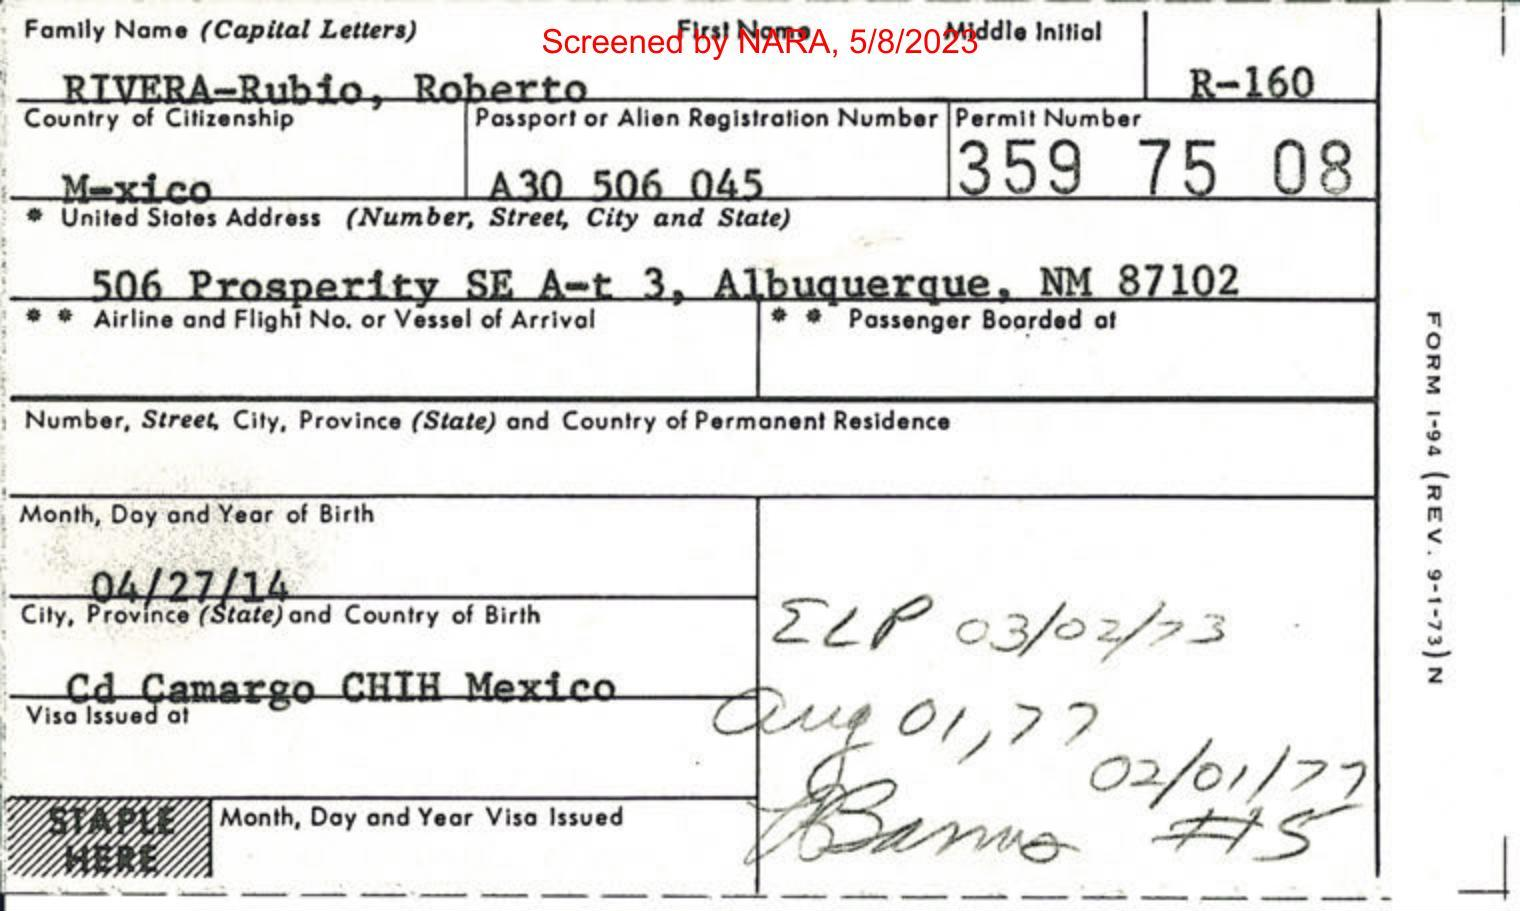 Family Name (Capital Letters) First Name Middle Initial
Screened by NARA, 5/8/2023
RIVERA-Rubio, Roberto R-160
Country of Citizenship Passport or Alien Registration Number Permit Number
M-xico A30 506 045 359 75 08
* United States Address (Number, Street, City and State)
506 Prosperity SE A-t 3, Albuquerque, NM 87102
* * Airline and Flight No. or Vessel of Arrival * * Passenger Boarded at
Number, Street, City, Province (State) and Country of Permanent Residence
Month, Day and Year of Birth
04/27/14
City, Province (State) and Country of Birth
ELP 03/02/73
Cd Camargo CHIH Mexico
Visa Issued at
Aug 01, 77
02/01/77
STAPLE HERE
Month, Day and Year Visa Issued
#5
FORM I-94 (REV. 9-1-73) N